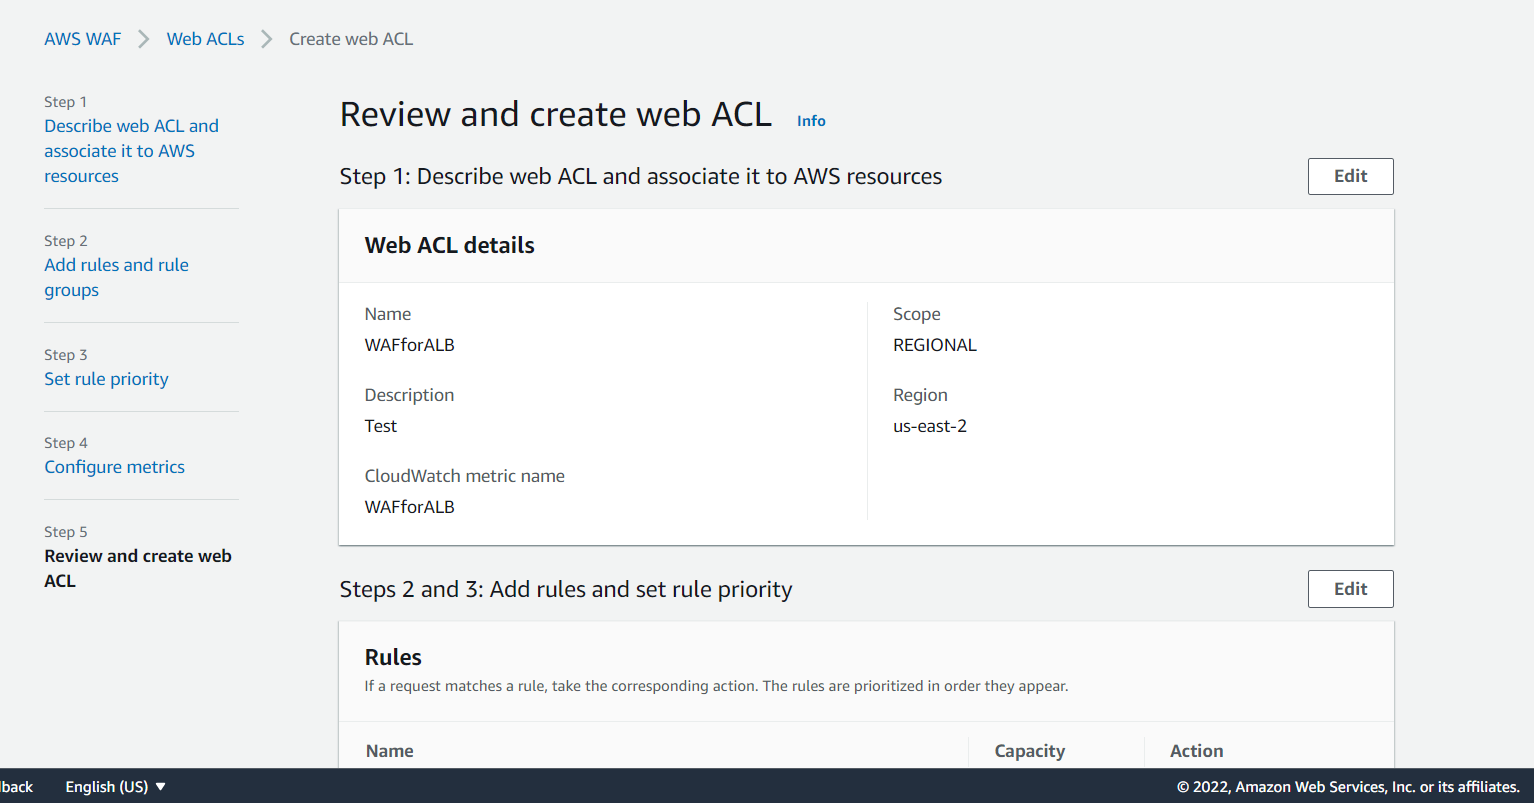 AWS WAF > Web ACLs > Create web ACL
Step 1
Describe web ACL and
associate it to AWS
resources
Step 2
Add rules and rule
groups
Step 3
Set rule priority
Step 4
Configure metrics
Step 5
Review and create web
ACL
Review and create web ACL Info
Step 1: Describe web ACL and associate it to AWS resources Edit
Web ACL details
Name
WAFforALB
Description
Test
CloudWatch metric name
WAFforALB
Scope
REGIONAL
Region
us-east-2
Steps 2 and 3: Add rules and set rule priority Edit
Rules
If a request matches a rule, take the corresponding action. The rules are prioritized in order they appear.
Name Capacity Action
back English (US) © 2022, Amazon Web Services, Inc. or its affiliates.